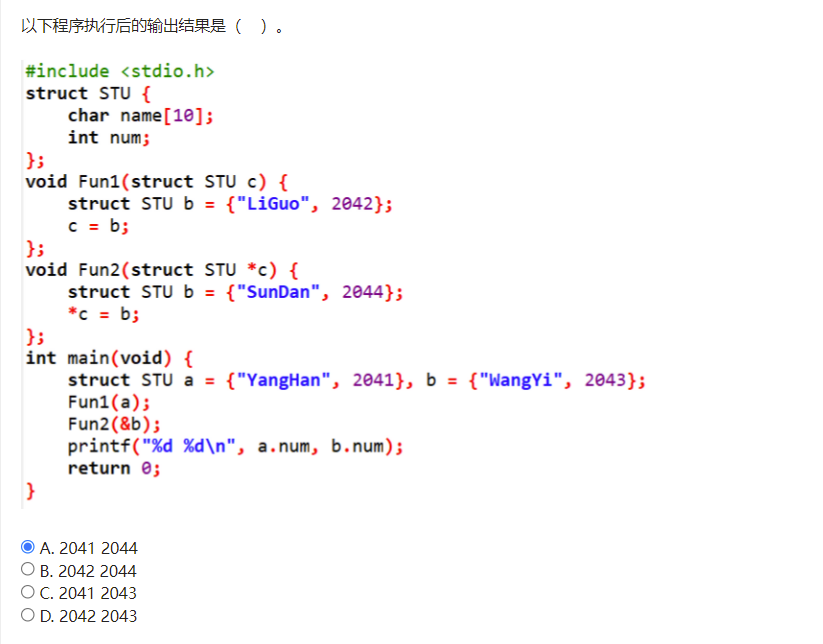 以下程序执行后的输出结果是（　）。
#include <stdio.h>
struct STU {
    char name[10];
    int num;
};
void Fun1(struct STU c) {
    struct STU b = {"LiGuo", 2042};
    c = b;
};
void Fun2(struct STU *c) {
    struct STU b = {"SunDan", 2044};
    *c = b;
};
int main(void) {
    struct STU a = {"YangHan", 2041}, b = {"WangYi", 2043};
    Fun1(a);
    Fun2(&b);
    printf("%d %d\n", a.num, b.num);
    return 0;
}
A. 2041 2044
B. 2042 2044
C. 2041 2043
D. 2042 2043